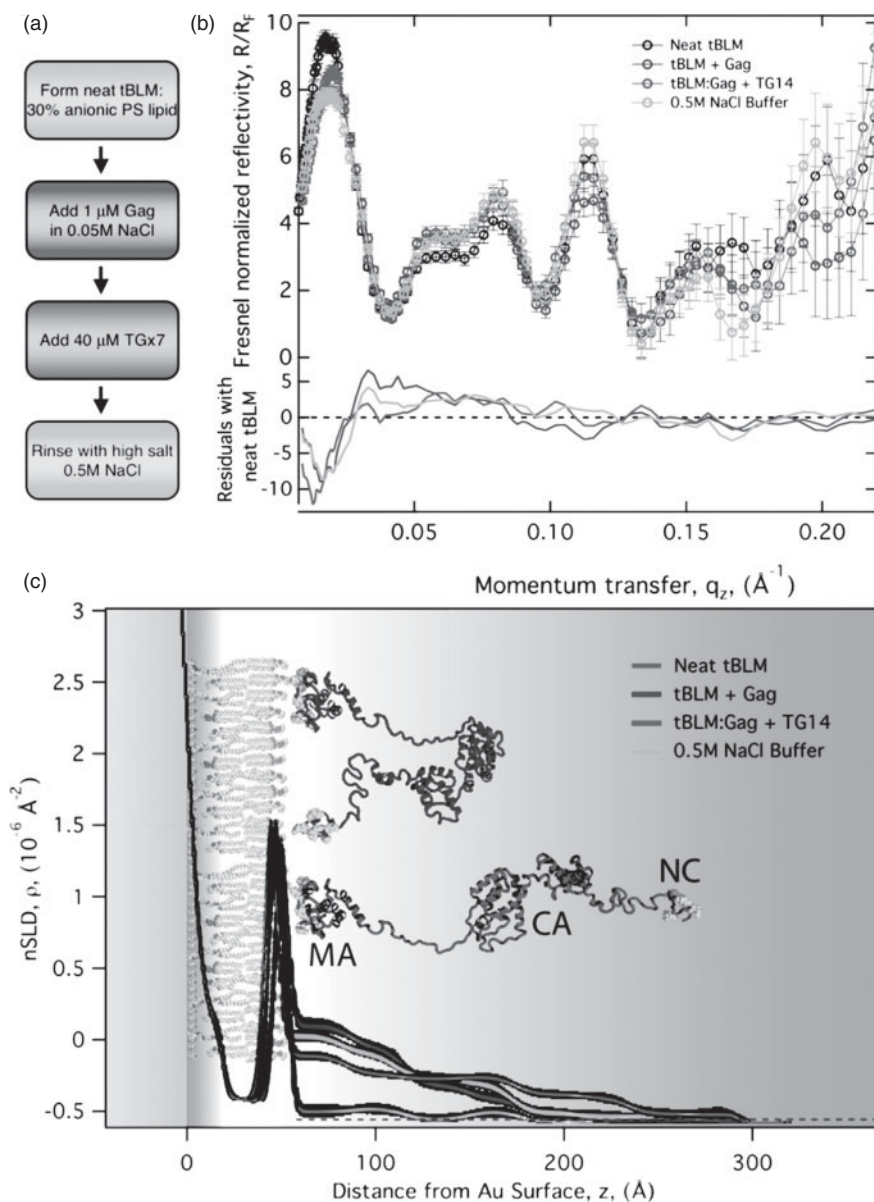 (a)
Form neat tBLM:
30% anionic PS lipid
Add 1 μM Gag
in 0.05M NaCl
Add 40 μM TGx7
Rinse with high salt
0.5M NaCl
(b)
Fresnel normalized reflectivity, R/R_F
10
8
6
4
2
0
Neat tBLM
tBLM + Gag
tBLM:Gag + TG14
0.5M NaCl Buffer
Residuals with
neat tBLM
5
0
-5
-10
0.05
0.10
0.15
0.20
Momentum transfer, q_z, (Å⁻¹)
(c)
nSLD, ρ, (10⁻⁶ Å⁻²)
3
2.5
2
1.5
1
0.5
0
-0.5
Neat tBLM
tBLM + Gag
tBLM:Gag + TG14
0.5M NaCl Buffer
MA
CA
NC
0
100
200
300
Distance from Au Surface, z, (Å)